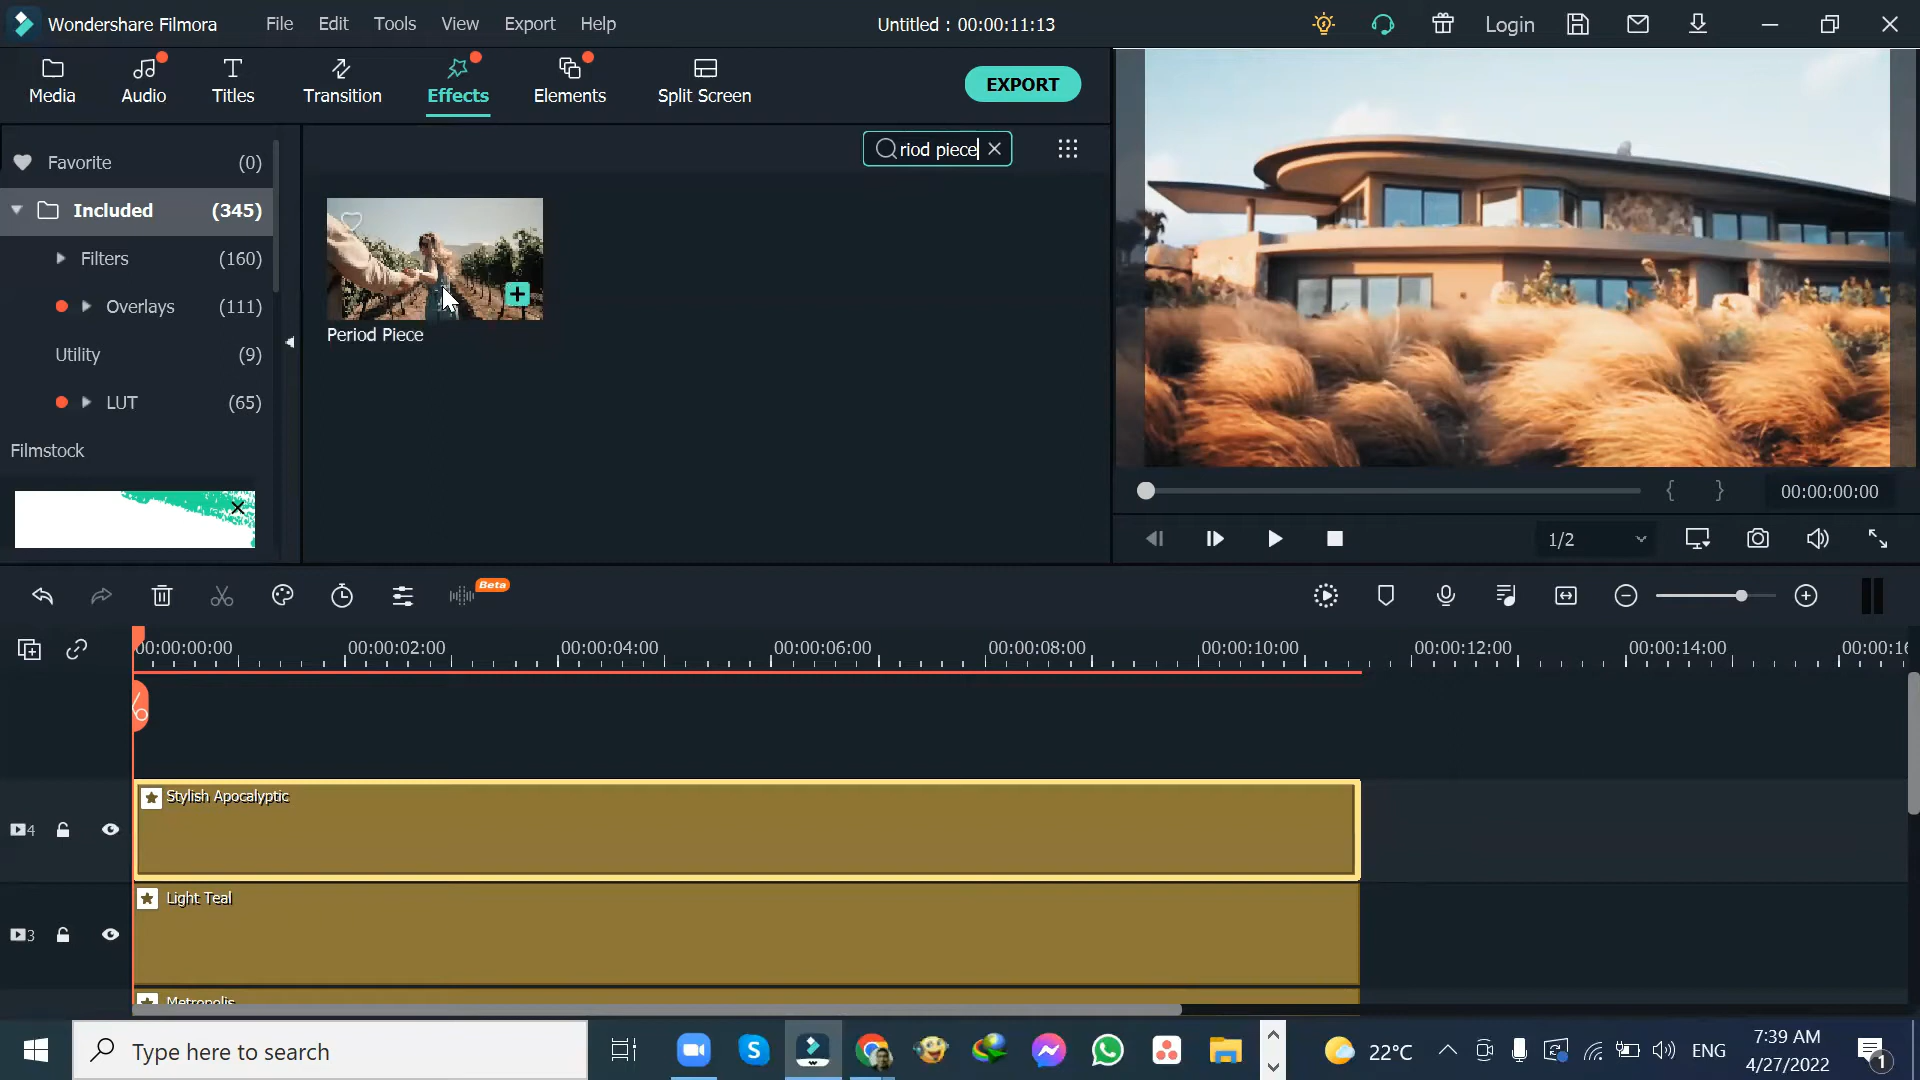 Wondershare Filmora
File Edit Tools View Export Help
Untitled : 00:00:11:13
Login
Media Audio Titles Transition Effects Elements Split Screen
EXPORT
Favorite (0)
riod piece
Included (345)
Filters (160)
Overlays (111)
Utility (9)
LUT (65)
Filmstock
Period Piece
00:00:00:00
1/2
Beta
00:00:00:00 00:00:02:00 00:00:04:00 00:00:06:00 00:00:08:00 00:00:10:00 00:00:12:00 00:00:14:00 00:00:16
Stylish Apocalyptic
4
Light Teal
3
Metropolis
Type here to search
22°C
ENG
7:39 AM
4/27/2022
1